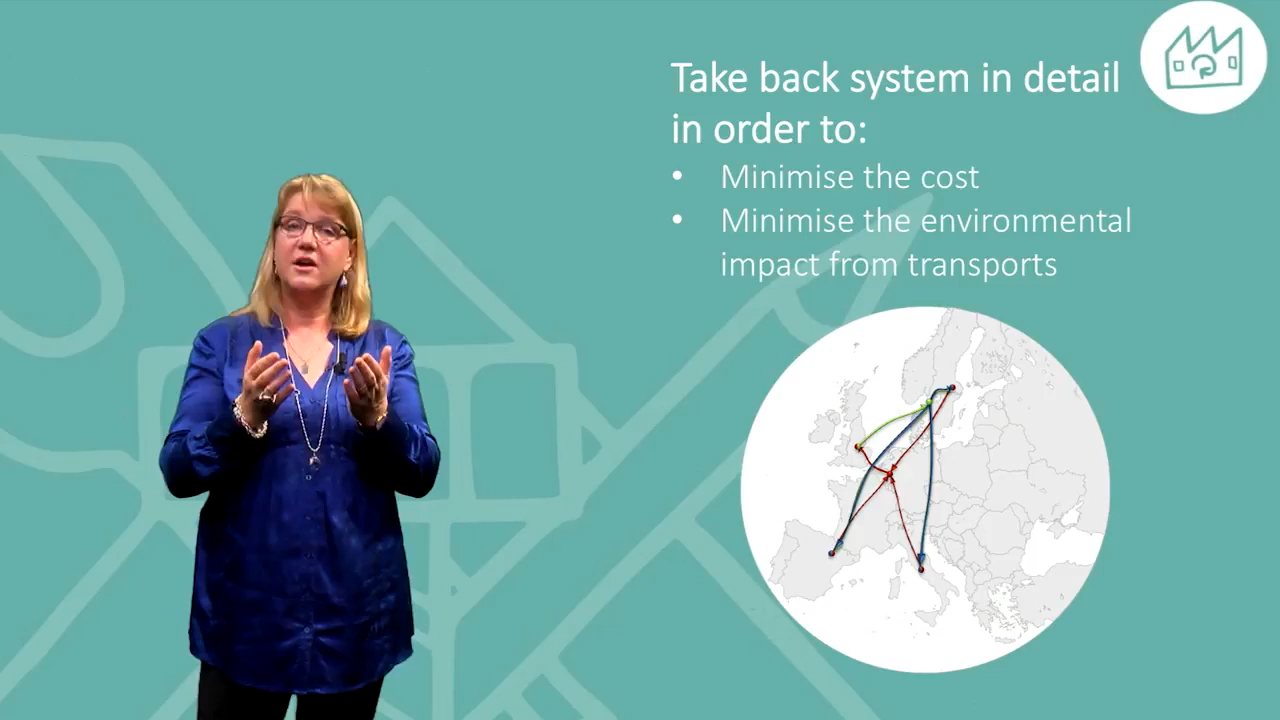 Take back system in detail
in order to:
• Minimise the cost
• Minimise the environmental
impact from transports